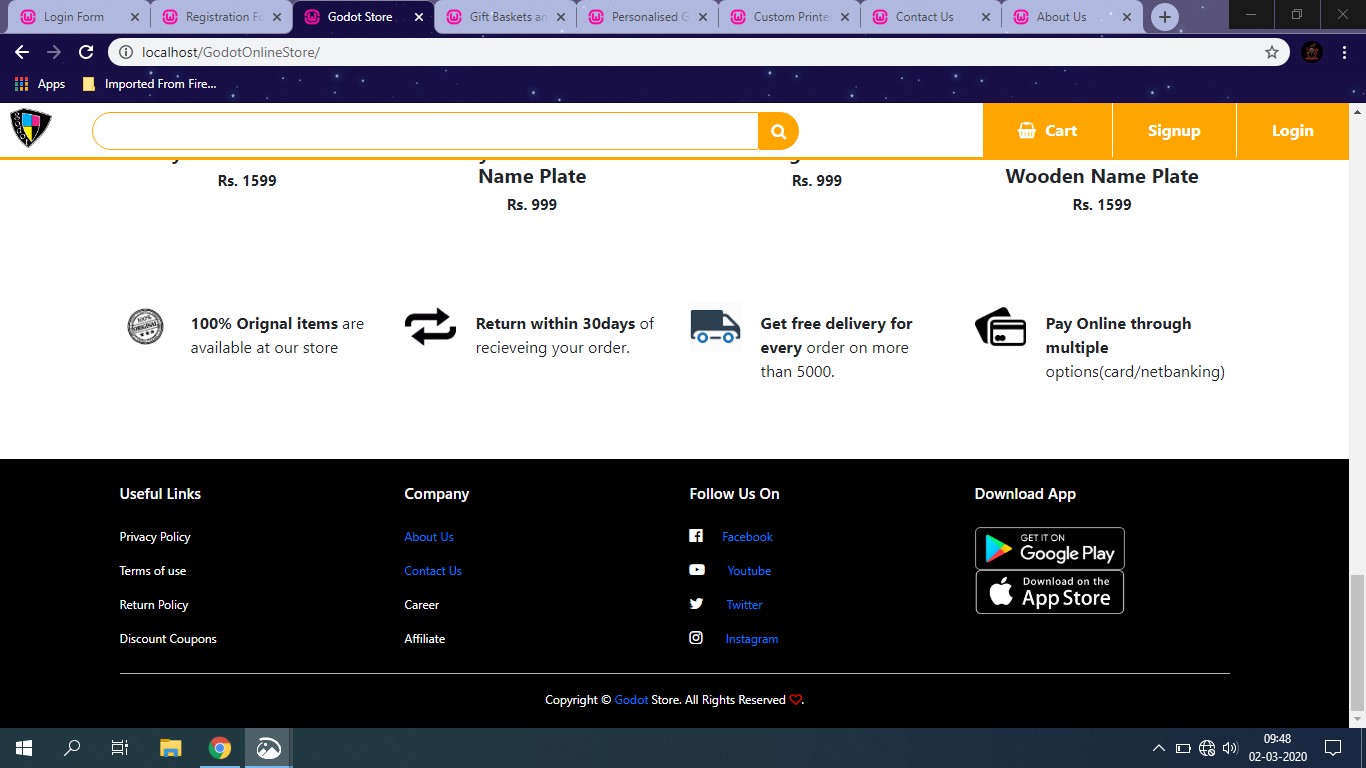 Login Form
Registration Fo
Godot Store
Gift Baskets an
Personalised G
Custom Printe
Contact Us
About Us
localhost/GodotOnlineStore/
Apps
Imported From Fire...
Godot
Cart
Signup
Login
Rs. 1599
Name Plate
Rs. 999
Rs. 999
Wooden Name Plate
Rs. 1599
100% Orignal items are
available at our store
Return within 30days of
recieveing your order.
Get free delivery for
every order on more
than 5000.
Pay Online through
multiple
options(card/netbanking)
100%
ORIGINAL
Useful Links
Privacy Policy
Terms of use
Return Policy
Discount Coupons
Company
About Us
Contact Us
Career
Affiliate
Follow Us On
Facebook
Youtube
Twitter
Instagram
Download App
GET IT ON
Google Play
Download on the
App Store
Copyright © Godot Store. All Rights Reserved ♡.
09:48
02-03-2020